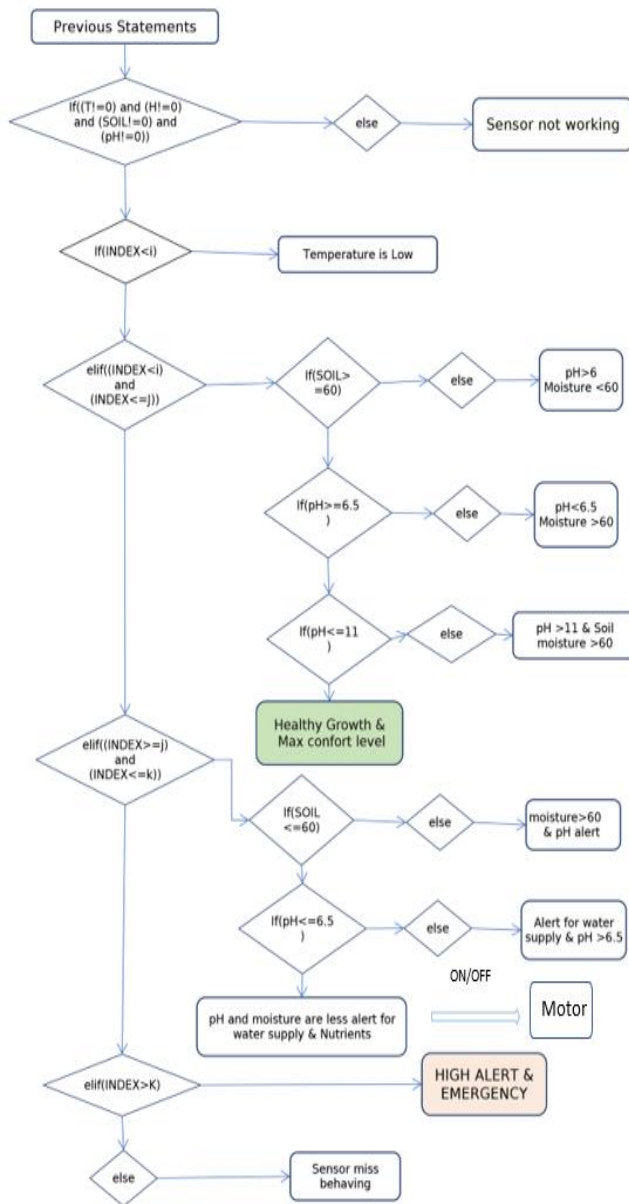 Previous Statements
If((T!=0) and (H!=0)
and (SOIL!=0) and
(pH!=0))
else
Sensor not working
If(INDEX<i)
Temperature is Low
elif((INDEX<i)
and
(INDEX<=J))
If(SOIL>
=60)
else
pH>6
Moisture <60
If(pH>=6.5
)
else
pH<6.5
Moisture >60
If(pH<=11
)
else
pH >11 & Soil
moisture >60
Healthy Growth &
Max confort level
elif((INDEX>=j)
and
(INDEX<=k))
If(SOIL
<=60)
else
moisture>60
& pH alert
If(pH<=6.5
)
else
Alert for water
supply & pH >6.5
pH and moisture are less alert for
water supply & Nutrients
ON/OFF
Motor
elif(INDEX>K)
HIGH ALERT &
EMERGENCY
else
Sensor miss
behaving